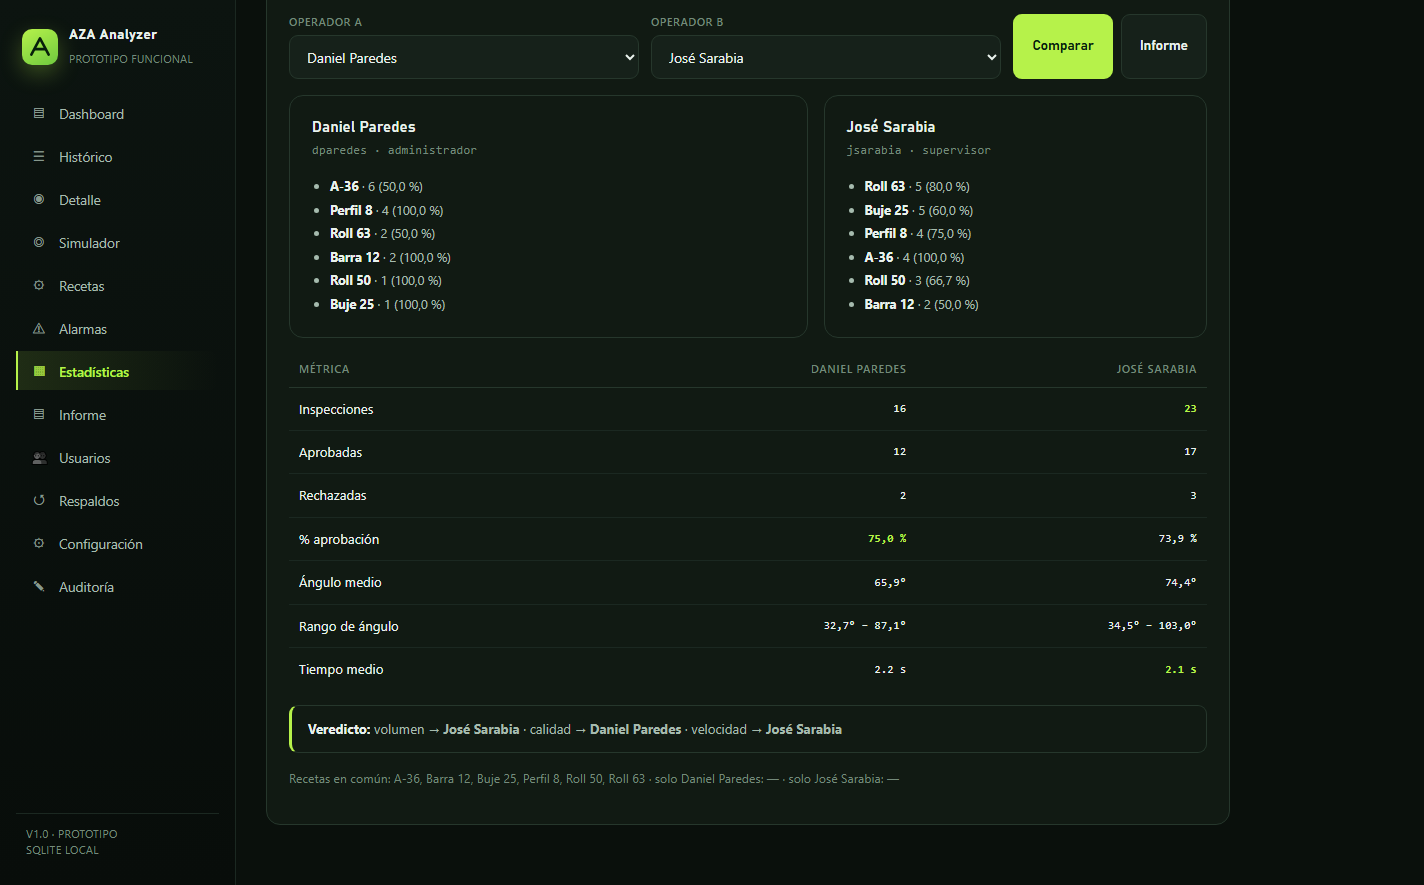 AZA Analyzer
PROTOTIPO FUNCIONAL
Dashboard
Histórico
Detalle
Simulador
Recetas
Alarmas
Estadísticas
Informe
Usuarios
Respaldos
Configuración
Auditoría
V1.0 · PROTOTIPO
SQLITE LOCAL
OPERADOR A
Daniel Paredes
OPERADOR B
José Sarabia
Comparar
Informe
Daniel Paredes
dparedes · administrador
• A-36 · 6 (50,0 %)
• Perfil 8 · 4 (100,0 %)
• Roll 63 · 2 (50,0 %)
• Barra 12 · 2 (100,0 %)
• Roll 50 · 1 (100,0 %)
• Buje 25 · 1 (100,0 %)
José Sarabia
jsarabia · supervisor
• Roll 63 · 5 (80,0 %)
• Buje 25 · 5 (60,0 %)
• Perfil 8 · 4 (75,0 %)
• A-36 · 4 (100,0 %)
• Roll 50 · 3 (66,7 %)
• Barra 12 · 2 (50,0 %)
MÉTRICA DANIEL PAREDES JOSÉ SARABIA
Inspecciones 16 23
Aprobadas 12 17
Rechazadas 2 3
% aprobación 75,0 % 73,9 %
Ángulo medio 65,9° 74,4°
Rango de ángulo 32,7° – 87,1° 34,5° – 103,0°
Tiempo medio 2.2 s 2.1 s
Veredicto: volumen → José Sarabia · calidad → Daniel Paredes · velocidad → José Sarabia
Recetas en común: A-36, Barra 12, Buje 25, Perfil 8, Roll 50, Roll 63 · solo Daniel Paredes: — · solo José Sarabia: —